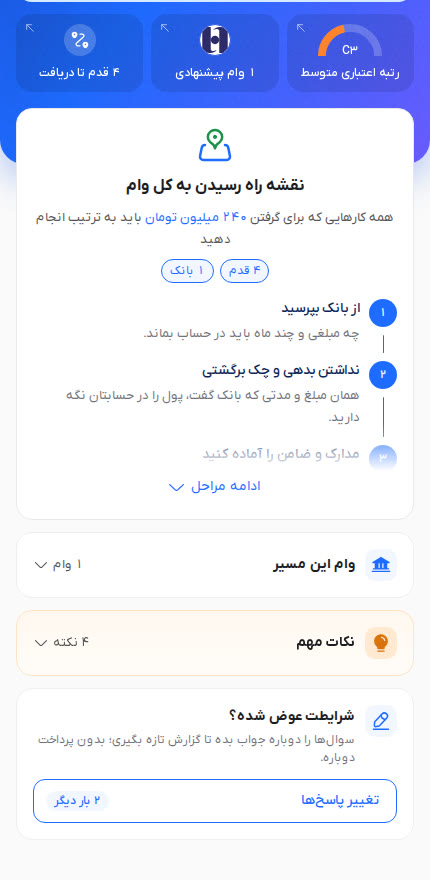 C۳
رتبه اعتباری متوسط
۱ وام پیشنهادی
۴ قدم تا دریافت
نقشه راه رسیدن به کل وام
همه کارهایی که برای گرفتن ۲۴۰ میلیون تومان باید به ترتیب انجام
دهید
۴ قدم
۱ بانک
۱
از بانک بپرسید
چه مبلغی و چند ماه باید در حساب بماند.
۲
نداشتن بدهی و چک برگشتی
همان مبلغ و مدتی که بانک گفت، پول را در حسابتان نگه
دارید.
۳
مدارک و ضامن را آماده کنید
ادامه مراحل
وام این مسیر
۱ وام
نکات مهم
۴ نکته
شرایطت عوض شده؟
سوال‌ها را دوباره جواب بده تا گزارش تازه بگیری؛ بدون پرداخت
دوباره.
تغییر پاسخ‌ها
۲ بار دیگر